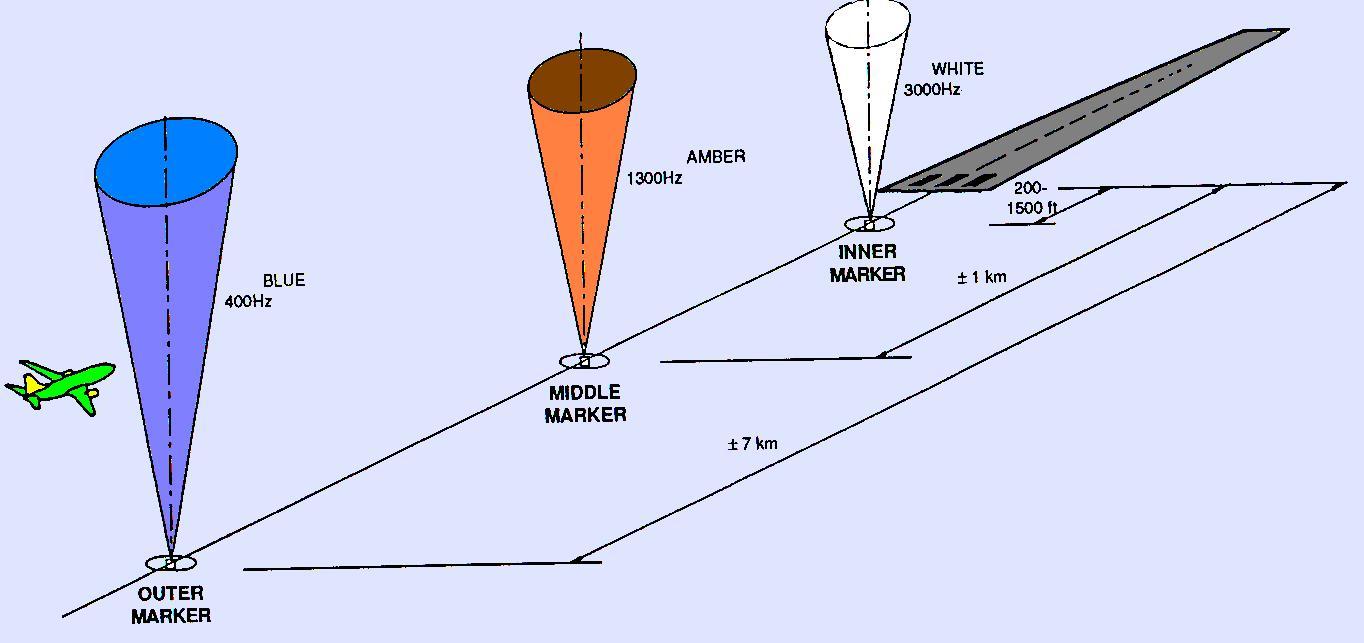 WHITE
3000Hz
AMBER
1300Hz
200-
1500 ft
INNER
MARKER
± 1 km
BLUE
400Hz
MIDDLE
MARKER
± 7 km
OUTER
MARKER